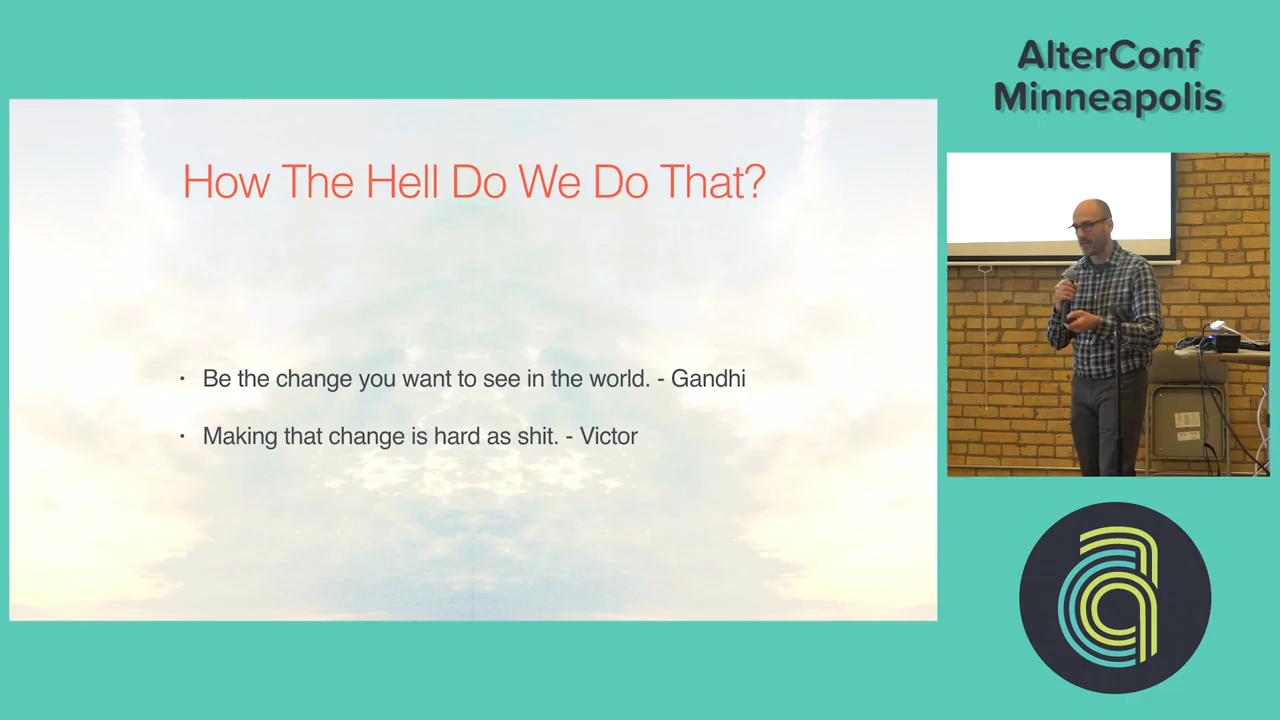 AlterConf
Minneapolis
How The Hell Do We Do That?
• Be the change you want to see in the world. - Gandhi
• Making that change is hard as shit. - Victor